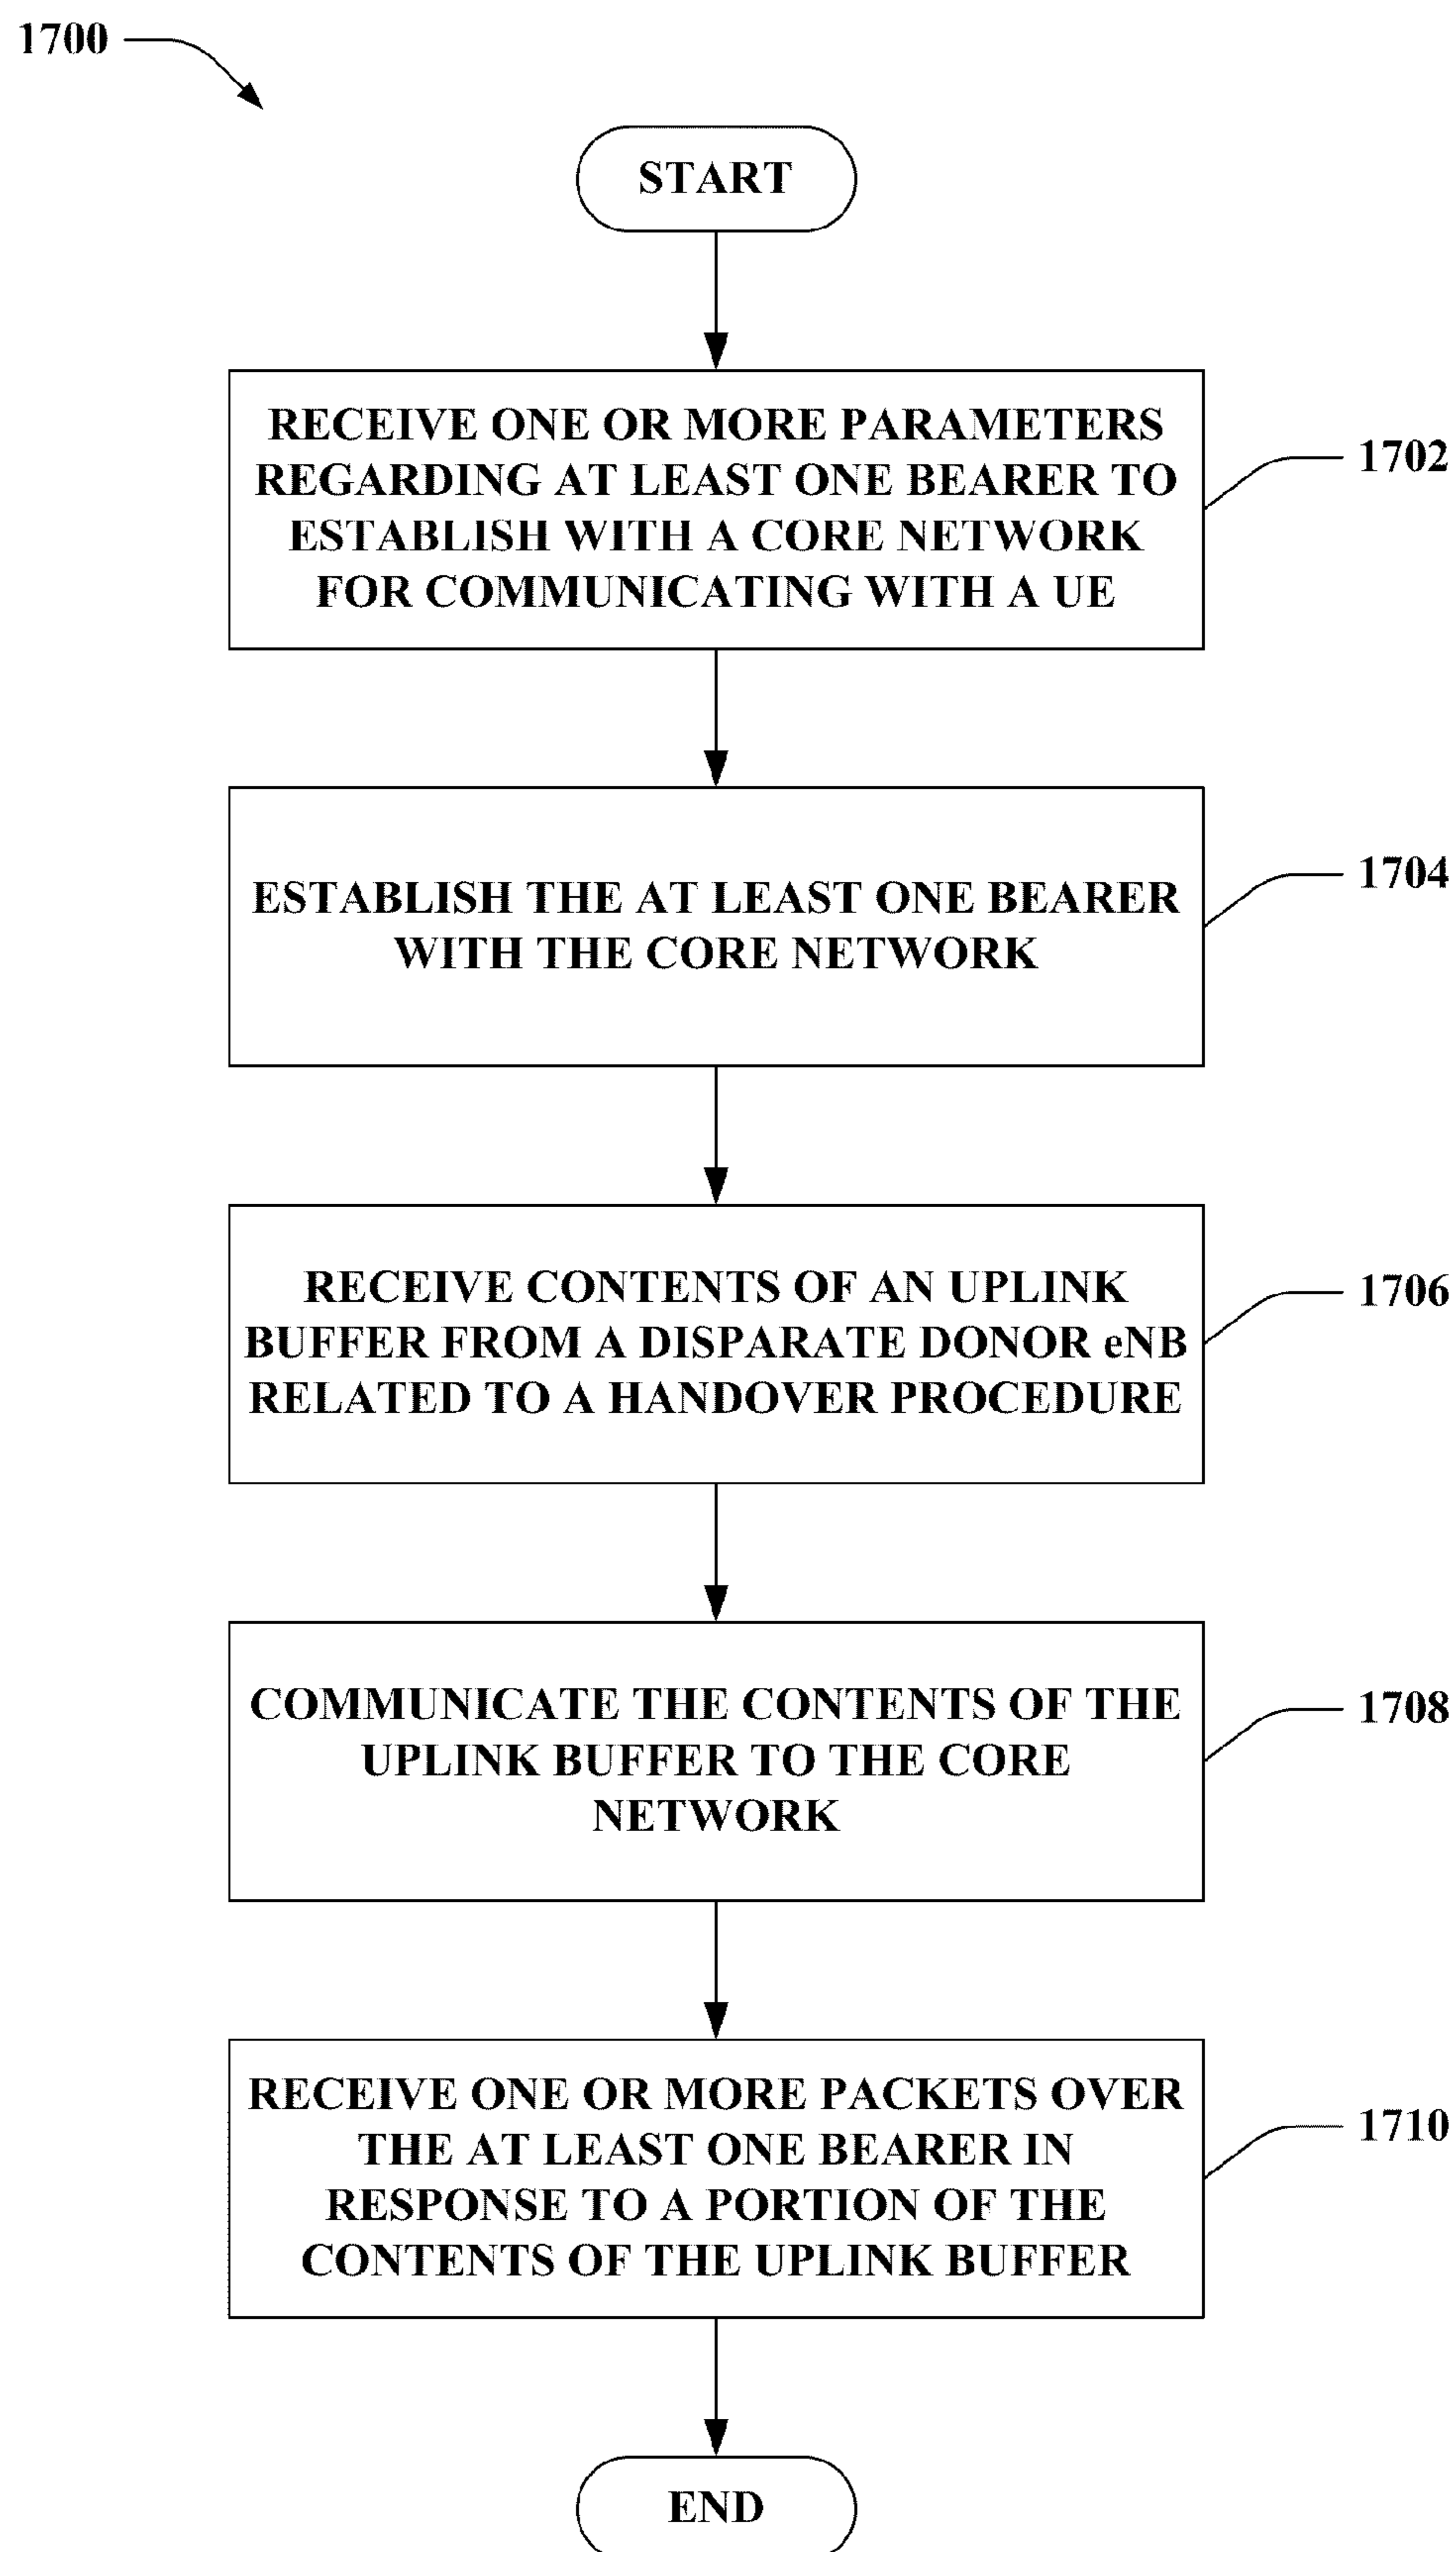 1700
START
RECEIVE ONE OR MORE PARAMETERS
REGARDING AT LEAST ONE BEARER TO
ESTABLISH WITH A CORE NETWORK
FOR COMMUNICATING WITH A UE
1702
ESTABLISH THE AT LEAST ONE BEARER
WITH THE CORE NETWORK
1704
RECEIVE CONTENTS OF AN UPLINK
BUFFER FROM A DISPARATE DONOR eNB
RELATED TO A HANDOVER PROCEDURE
1706
COMMUNICATE THE CONTENTS OF THE
UPLINK BUFFER TO THE CORE
NETWORK
1708
RECEIVE ONE OR MORE PACKETS OVER
THE AT LEAST ONE BEARER IN
RESPONSE TO A PORTION OF THE
CONTENTS OF THE UPLINK BUFFER
1710
END